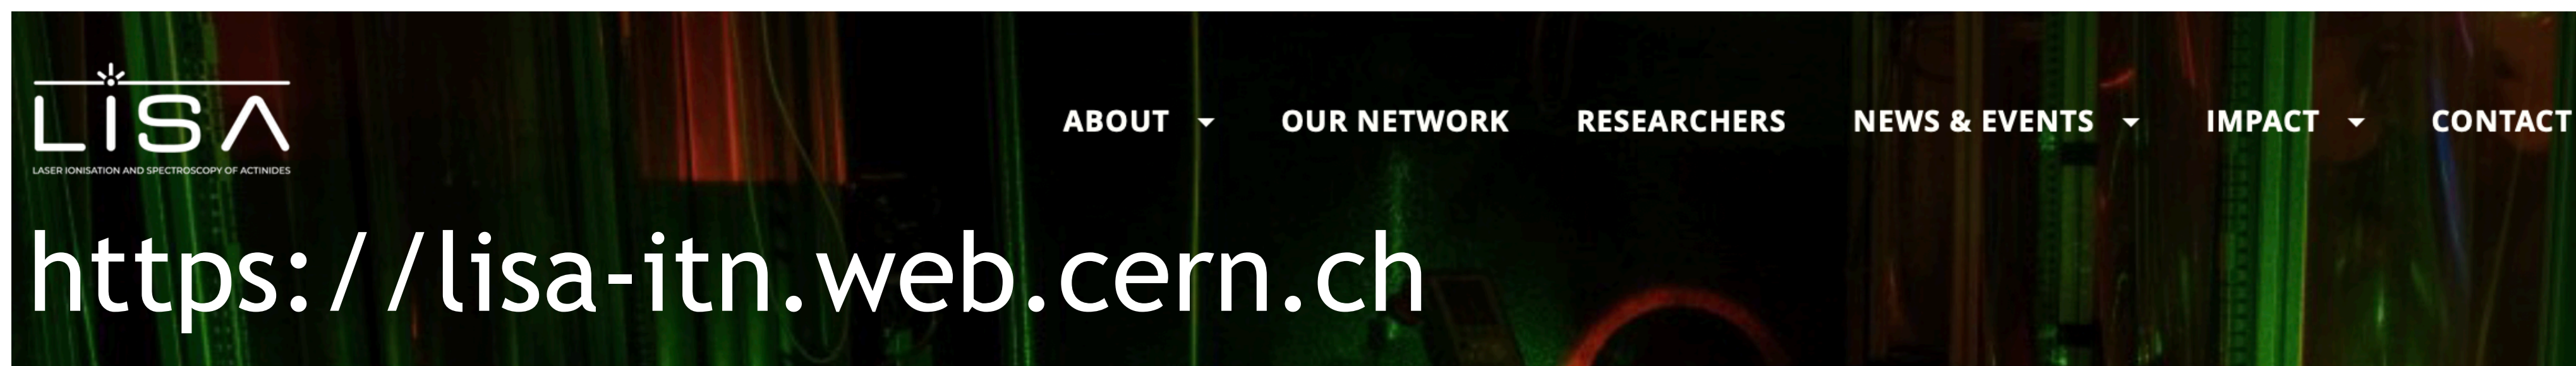 LISA
LASER IONISATION AND SPECTROSCOPY OF ACTINIDES
ABOUT OUR NETWORK RESEARCHERS NEWS & EVENTS IMPACT CONTACT
https://lisa-itn.web.cern.ch